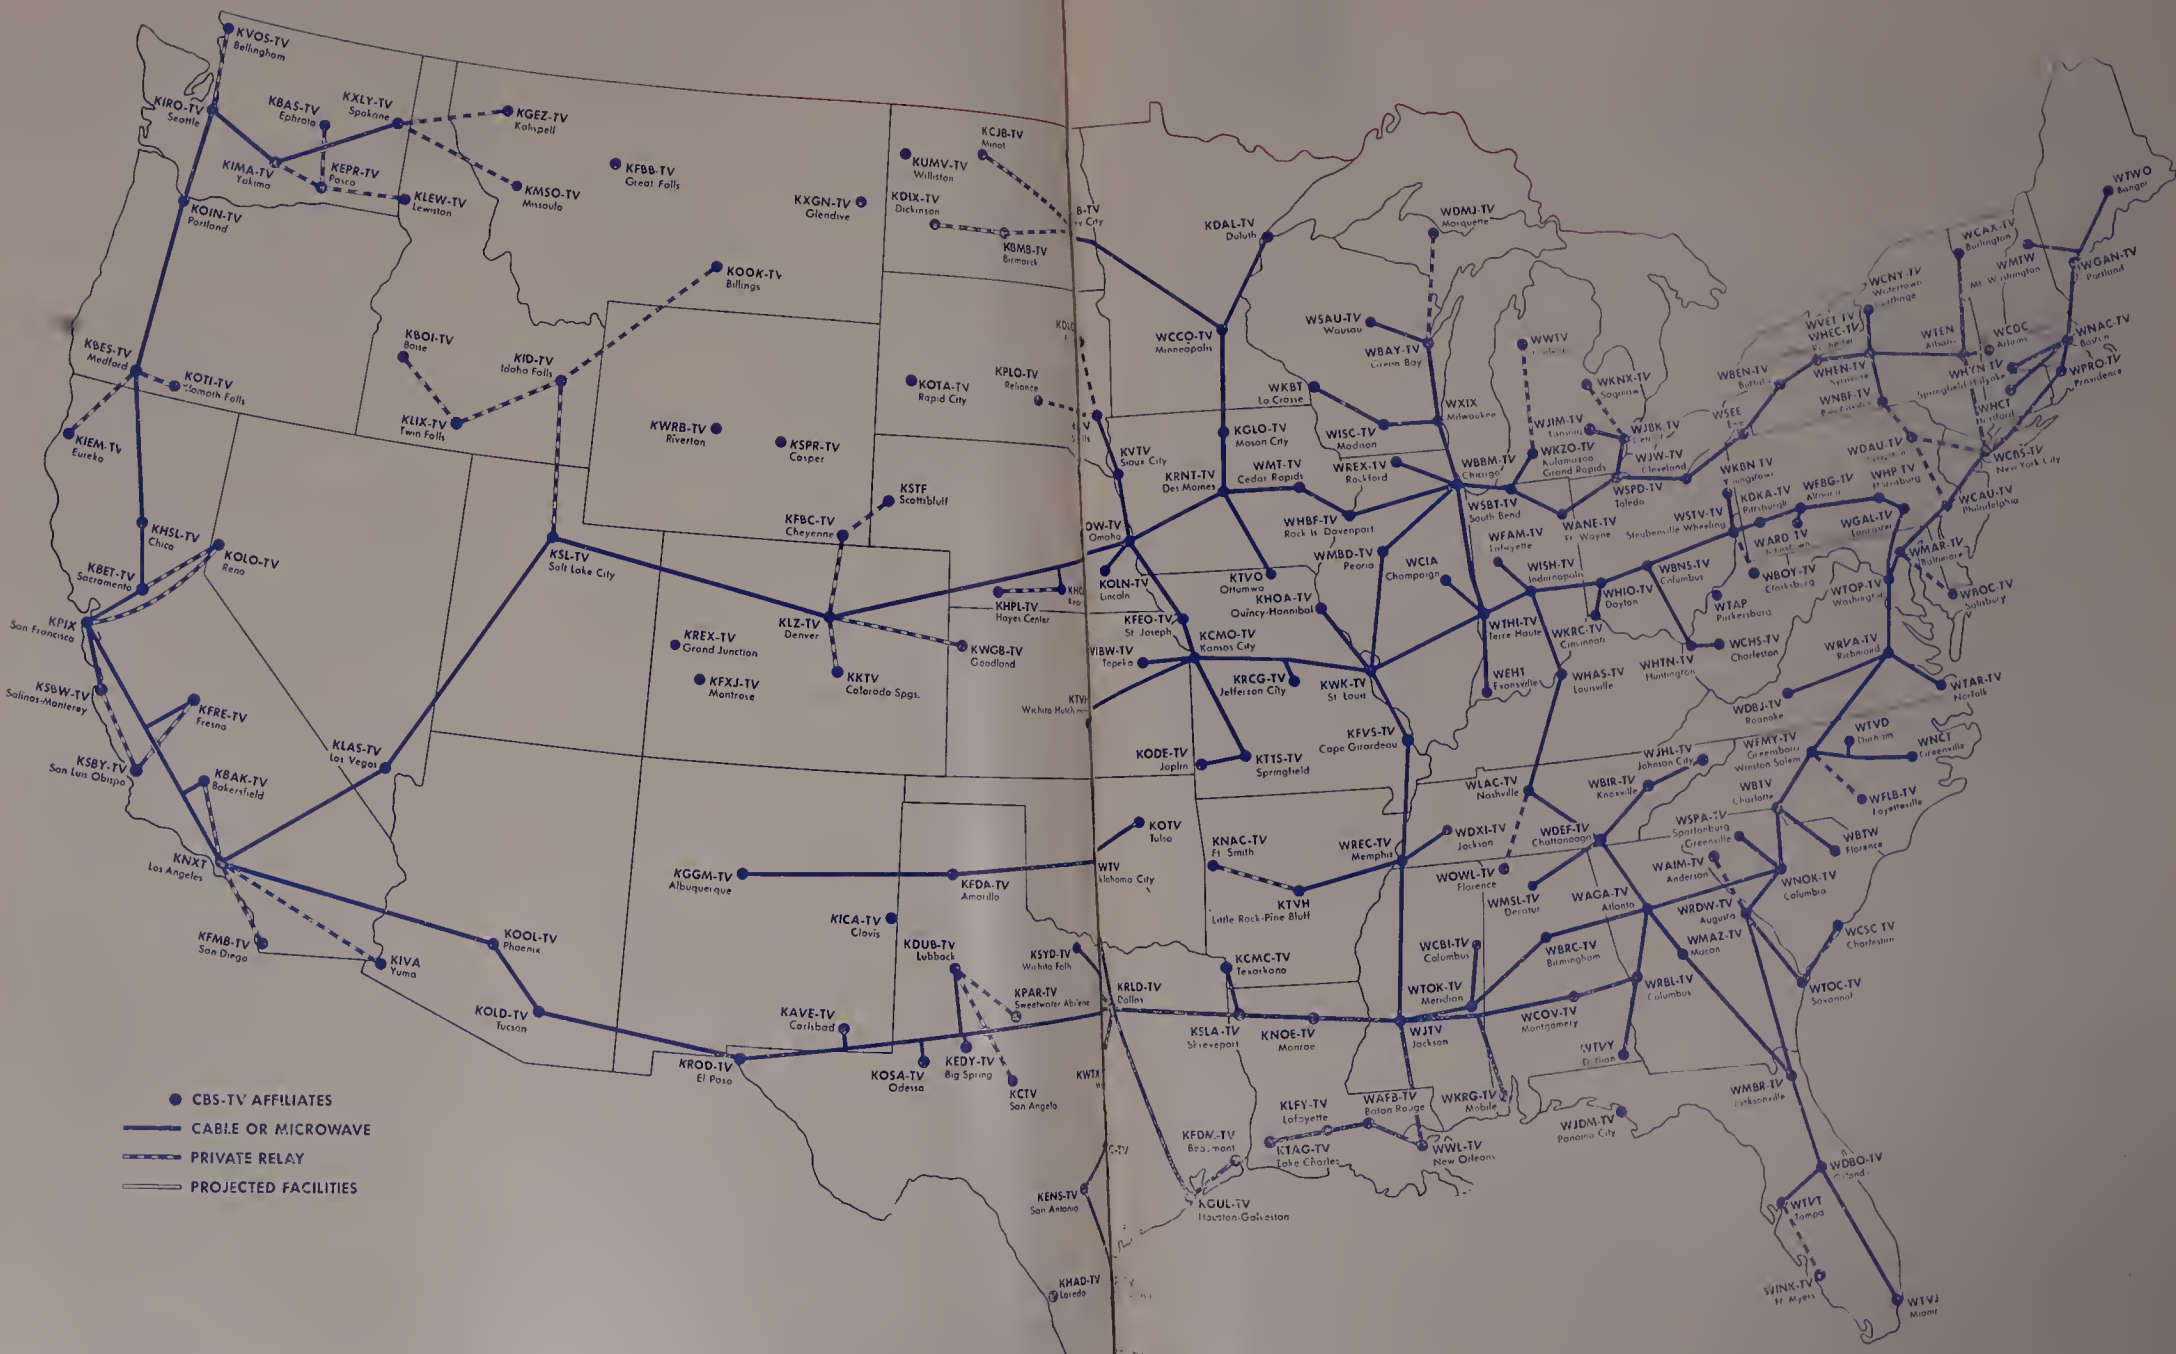 KVOS-TV
Bellingham
KIRO-TV
Seattle
KBAS-TV
Ephrata
KXLY-TV
Spokane
KGEZ-TV
Kalispell
KIMA-TV
Yakima
KEPR-TV
Pasco
KLEW-TV
Lewiston
KMSO-TV
Missoula
KFBB-TV
Great Falls
KXGN-TV
Glendive
KUMV-TV
Williston
KCJB-TV
Minot
KDIX-TV
Dickinson
KBMB-TV
Bismarck
KOIN-TV
Portland
KOOK-TV
Billings
KBES-TV
Medford
KOTI-TV
Klamath Falls
KIEM-TV
Eureka
KBOI-TV
Boise
KID-TV
Idaho Falls
KLIX-TV
Twin Falls
KWRB-TV
Riverton
KSPR-TV
Casper
KOTA-TV
Rapid City
KPLO-TV
Reliance
KSTF
Scottsbluff
KFBC-TV
Cheyenne
KHSL-TV
Chico
KOLO-TV
Reno
KBET-TV
Sacramento
KPIX
San Francisco
KSL-TV
Salt Lake City
KLZ-TV
Denver
KHPL-TV
Hayes Center
KWGB-TV
Goodland
KREX-TV
Grand Junction
KFXJ-TV
Montrose
KKTV
Colorado Spgs.
KSBW-TV
Salinas-Monterey
KFRE-TV
Fresno
KSBY-TV
San Luis Obispo
KBAK-TV
Bakersfield
KLAS-TV
Las Vegas
KNXT
Los Angeles
KFMB-TV
San Diego
KIVA
Yuma
KOOL-TV
Phoenix
KOLD-TV
Tucson
KGGM-TV
Albuquerque
KFDA-TV
Amarillo
KICA-TV
Clovis
KDUB-TV
Lubbock
KPAR-TV
Sweetwater Abilene
KSYD-TV
Wichita Falls
KAVE-TV
Carlsbad
KROD-TV
El Paso
KOSA-TV
Odessa
KEDY-TV
Big Spring
KCTV
San Angelo
KENS-TV
San Antonio
KHAD-TV
Laredo
CBS-TV AFFILIATES
CABLE OR MICROWAVE
PRIVATE RELAY
PROJECTED FACILITIES
KDAL-TV
Duluth
WDMJ-TV
Marquette
WCCO-TV
Minneapolis
WSAU-TV
Wausau
WBAY-TV
Green Bay
WWTV
WKBT
La Crosse
WXIX
Milwaukee
WISC-TV
Madison
WKNX-TV
Saginaw
WJIM-TV
Lansing
WJBK-TV
KVTV
Sioux City
KGLO-TV
Mason City
KRNT-TV
Des Moines
WMT-TV
Cedar Rapids
WREX-TV
Rockford
WBBM-TV
Chicago
WKZO-TV
Kalamazoo
Grand Rapids
WJW-TV
Cleveland
WSBT-TV
South Bend
WSPD-TV
Toledo
WANE-TV
Ft. Wayne
WHBF-TV
Rock Is Davenport
Omaha
KOLN-TV
Lincoln
KTVO
Ottumwa
WMBD-TV
Peoria
WCIA
Champaign
WFAM-TV
Lafayette
WISH-TV
Indianapolis
WBNS-TV
Columbus
WHIO-TV
Dayton
WKRC-TV
Cincinnati
KHQA-TV
Quincy-Hannibal
KFEQ-TV
St. Joseph
KCMO-TV
Kansas City
Topeka
KRCG-TV
Jefferson City
KWK-TV
St Louis
WTHI-TV
Terre Haute
WEHT
Evansville
WHAS-TV
Louisville
WHTN-TV
Huntington
WCHS-TV
Charleston
WTAP
Parkersburg
WBOY-TV
Clarksburg
WSTV-TV
Steubenville Wheeling
WKBN-TV
Youngstown
KDKA-TV
Pittsburgh
WARD-TV
WFBG-TV
Altoona
WHP-TV
Harrisburg
WGAL-TV
Lancaster
WSEE
Erie
WBEN-TV
Buffalo
WHEC-TV
WHEN-TV
Syracuse
WCNY-TV
Watertown
Carthage
WNBF-TV
WTEN
WCDC
WCAX-TV
Burlington
WMTW
Mt Washington
WTWO
Bangor
WGAN-TV
Portland
WNAC-TV
Boston
WPRO-TV
Providence
WHYN-TV
WHCT
Hartford
WDAU-TV
WCBS-TV
New York City
WCAU-TV
Philadelphia
WMAR-TV
Baltimore
WBOC-TV
Salisbury
WTOP-TV
Washington
WRVA-TV
Richmond
WTAR-TV
Norfolk
WDBJ-TV
Roanoke
WTVD
Durham
WNCT
Greenville
WFMY-TV
Greensboro
Winston Salem
WFLB-TV
Fayetteville
WBTV
Charlotte
WBTW
Florence
WJHL-TV
Johnson City
WBIR-TV
Knoxville
WSPA-TV
Spartanburg
Greenville
WAIM-TV
Anderson
WNOK-TV
Columbia
WRDW-TV
Augusta
WCSC-TV
Charleston
WTOC-TV
Savannah
WMAZ-TV
Macon
WAGA-TV
Atlanta
WDEF-TV
Chattanooga
WLAC-TV
Nashville
WOWL-TV
Florence
WMSL-TV
Decatur
KFVS-TV
Cape Girardeau
KODE-TV
Joplin
KTTS-TV
Springfield
KOTV
Tulsa
KNAC-TV
Ft. Smith
WREC-TV
Memphis
WDXI-TV
Jackson
KTVH
Little Rock-Pine Bluff
WCBI-TV
Columbus
WBRC-TV
Birmingham
WTOK-TV
Meridian
WRBL-TV
Columbus
WCOV-TV
Montgomery
WTVY
Dothan
KCMC-TV
Texarkana
KRLD-TV
Dallas
KSLA-TV
Shreveport
KNOE-TV
Monroe
WJTV
Jackson
WKRG-TV
Mobile
WAFB-TV
Baton Rouge
KLFY-TV
Lafayette
KTAG-TV
Lake Charles
WWL-TV
New Orleans
Beaumont
KGUL-TV
Houston-Galveston
WJDM-TV
Panama City
WMBR-TV
Jacksonville
WDBO-TV
WTVT
Tampa
WINK-TV
Ft Myers
WTVJ
Miami